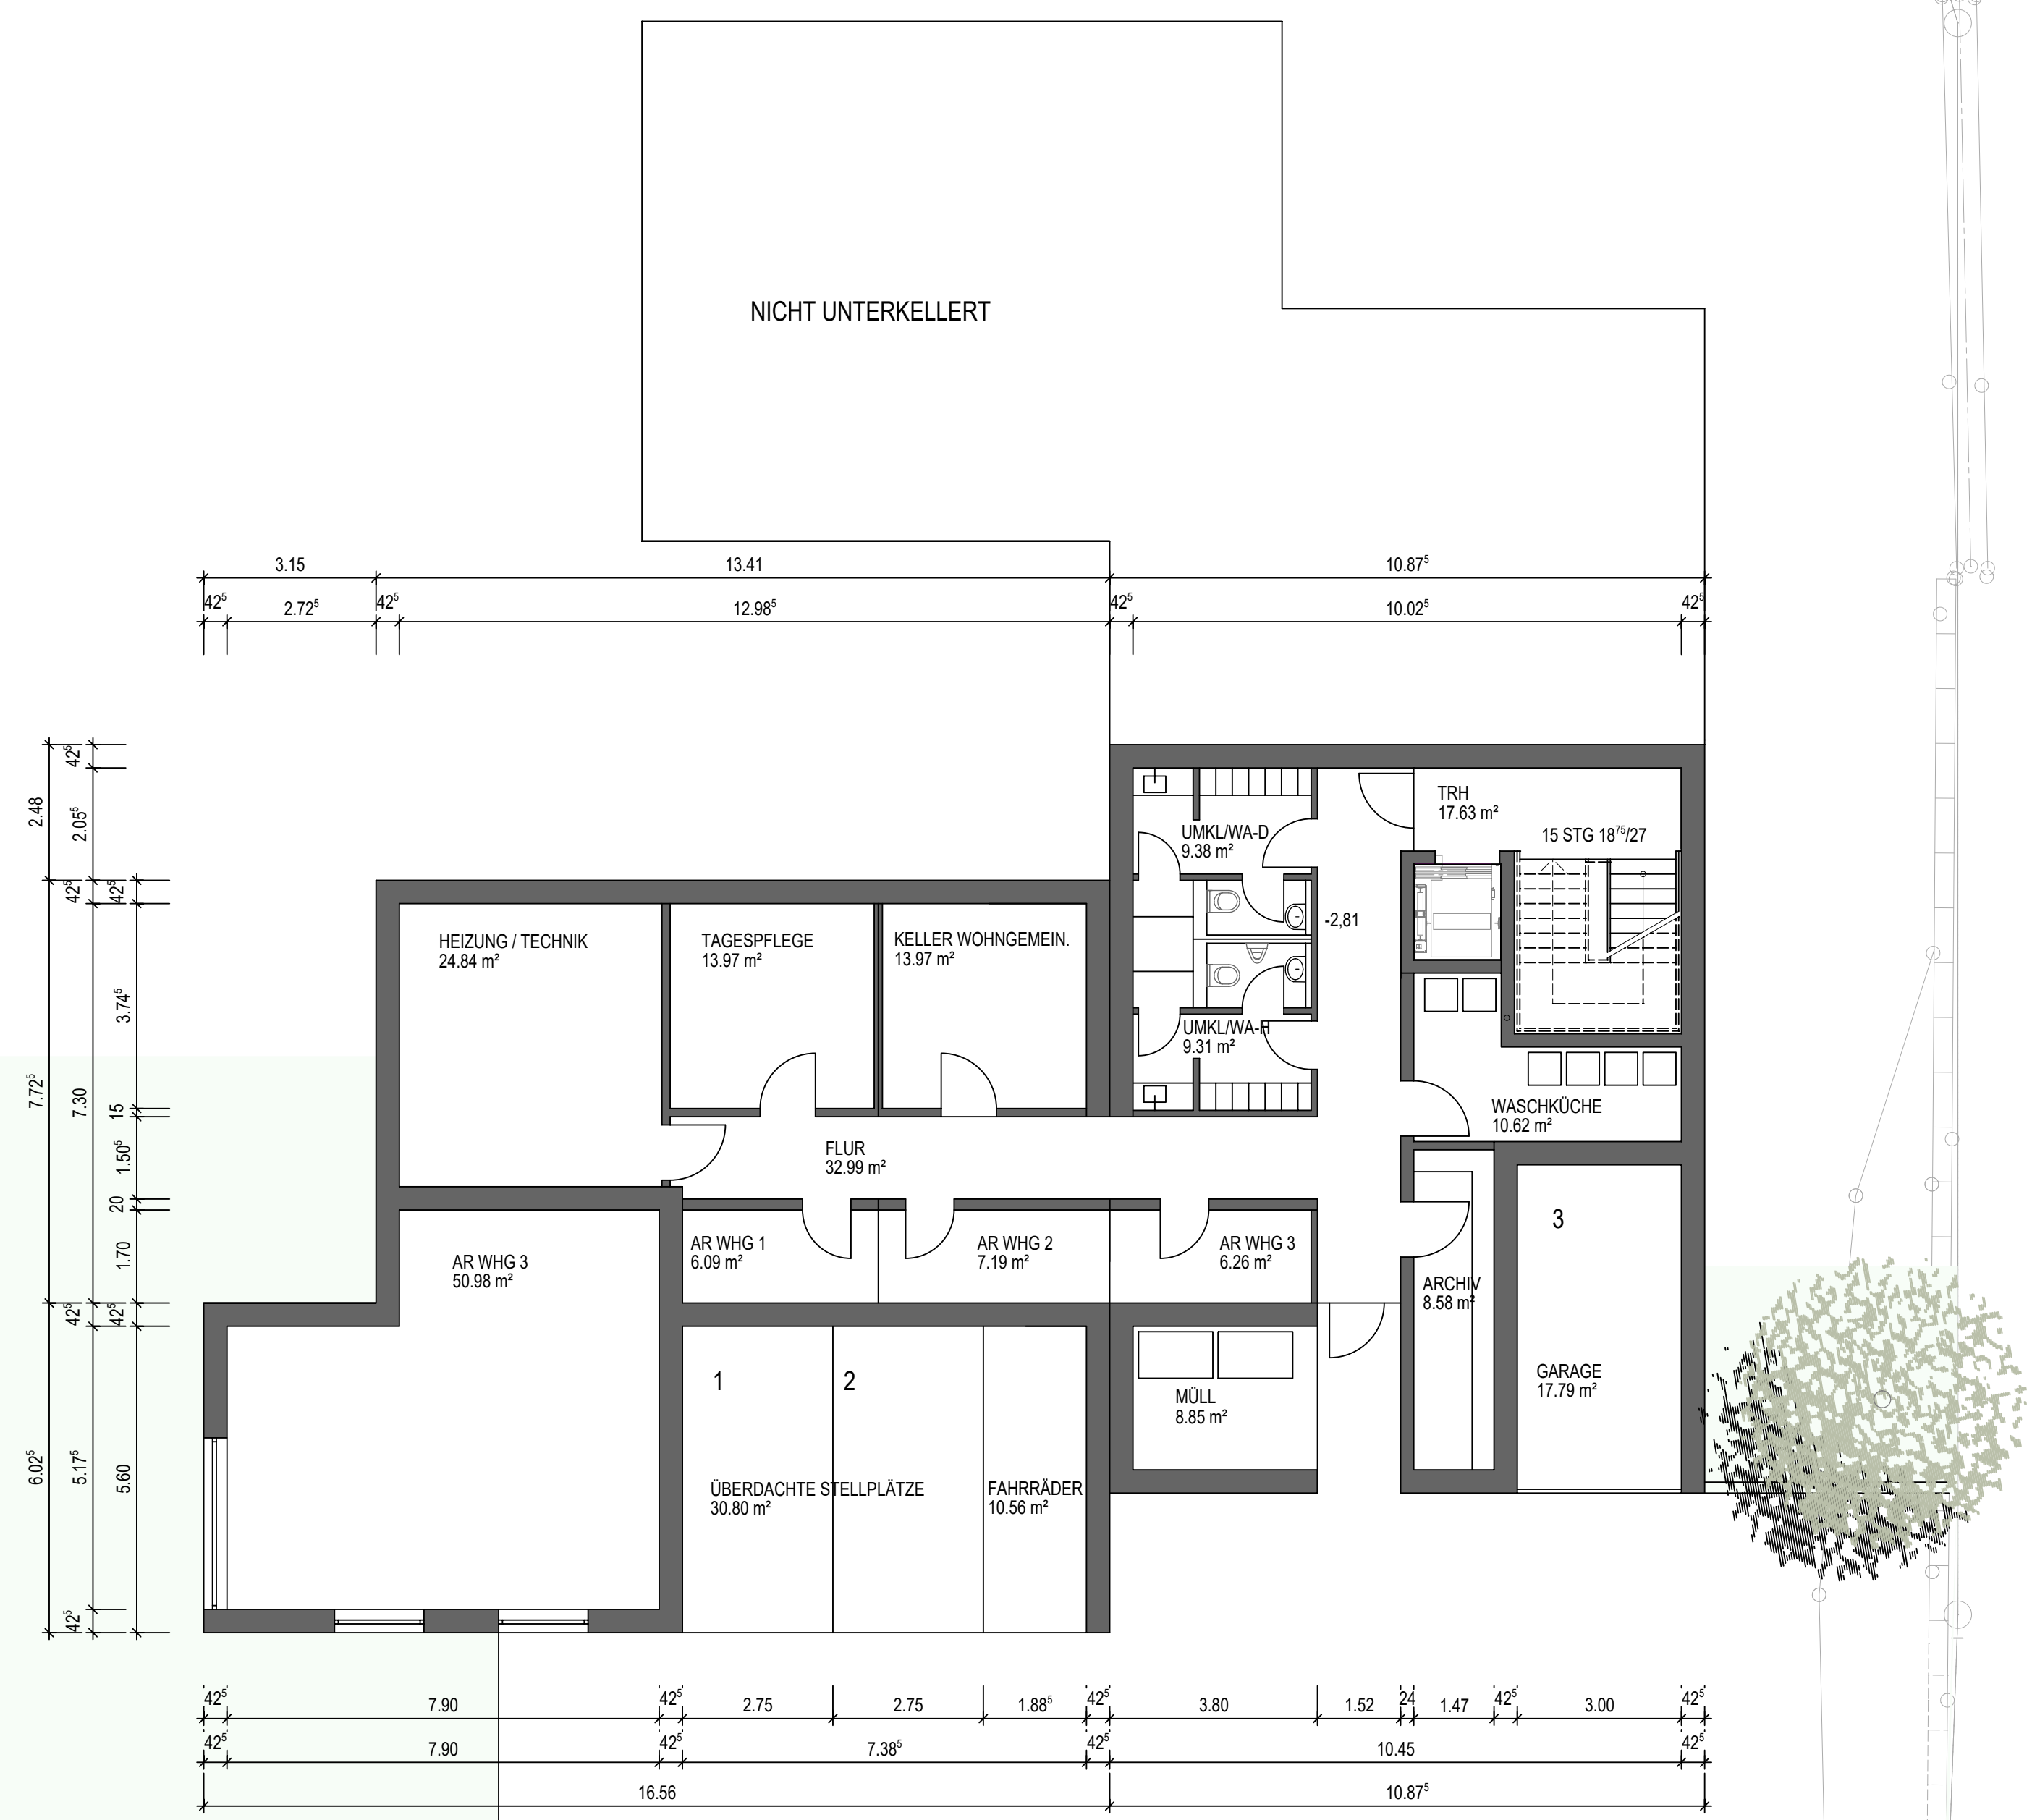 NICHT UNTERKELLERT
3.15
13.41
10.87⁵
42⁵
2.72⁵
42⁵
12.98⁵
42⁵
10.02⁵
42⁵
42⁵
2.48
2.05⁵
42⁵
42⁵
3.74⁵
7.72⁵
7.30
15
1.50⁵
20
1.70
42⁵
42⁵
6.02⁵
5.17⁵
5.60
42⁵
TRH
17.63 m²
15 STG 18⁷⁵/27
UMKL/WA-D
9.38 m²
-2,81
HEIZUNG / TECHNIK
24.84 m²
TAGESPFLEGE
13.97 m²
KELLER WOHNGEMEIN.
13.97 m²
UMKL/WA-H
9.31 m²
WASCHKÜCHE
10.62 m²
FLUR
32.99 m²
AR WHG 3
50.98 m²
AR WHG 1
6.09 m²
AR WHG 2
7.19 m²
AR WHG 3
6.26 m²
3
ARCHIV
8.58 m²
GARAGE
17.79 m²
1
2
MÜLL
8.85 m²
ÜBERDACHTE STELLPLÄTZE
30.80 m²
FAHRRÄDER
10.56 m²
42⁵
7.90
42⁵
2.75
2.75
1.88⁵
42⁵
3.80
1.52
24
1.47
42⁵
3.00
42⁵
42⁵
7.90
42⁵
7.38⁵
42⁵
10.45
42⁵
16.56
10.87⁵